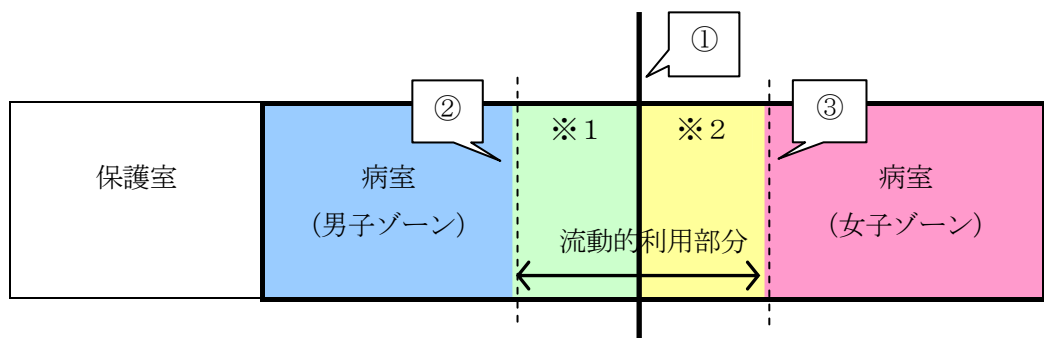 ①
②
※１
※２
③
保護室
病室
（男子ゾーン）
流動的利用部分
病室
（女子ゾーン）